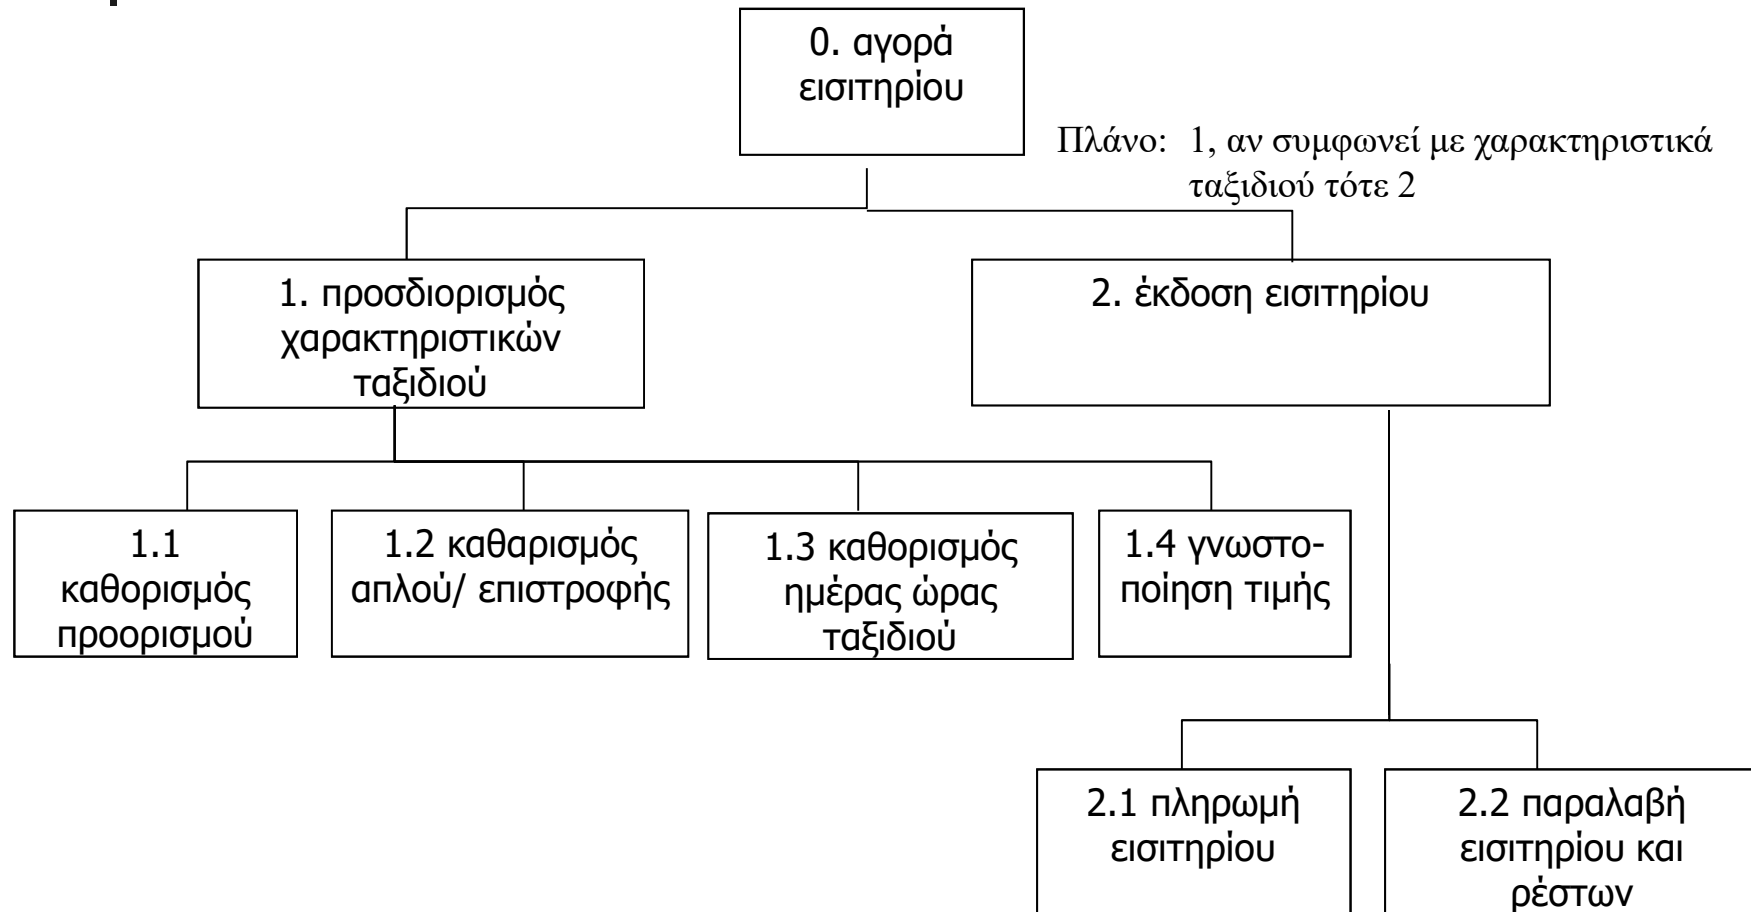 0. αγορά
εισιτηρίου
Πλάνο: 1, αν συμφωνεί με χαρακτηριστικά
ταξιδιού τότε 2
1. προσδιορισμός
χαρακτηριστικών
ταξιδιού
2. έκδοση εισιτηρίου
1.1
καθορισμός
προορισμού
1.2 καθαρισμός
απλού/ επιστροφής
1.3 καθορισμός
ημέρας ώρας
ταξιδιού
1.4 γνωστο-
ποίηση τιμής
2.1 πληρωμή
εισιτηρίου
2.2 παραλαβή
εισιτηρίου και
ρέστων